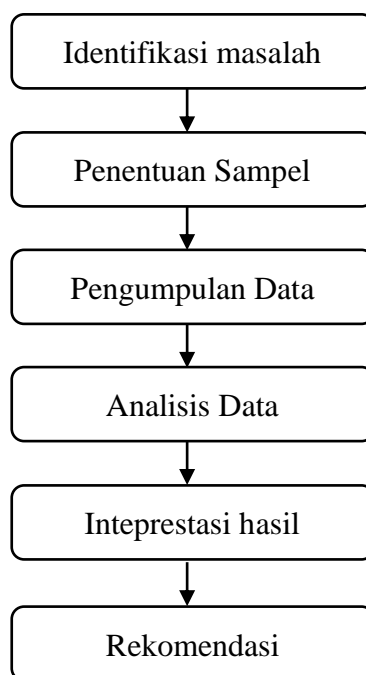 Identifikasi masalah
Penentuan Sampel
Pengumpulan Data
Analisis Data
Inteprestasi hasil
Rekomendasi